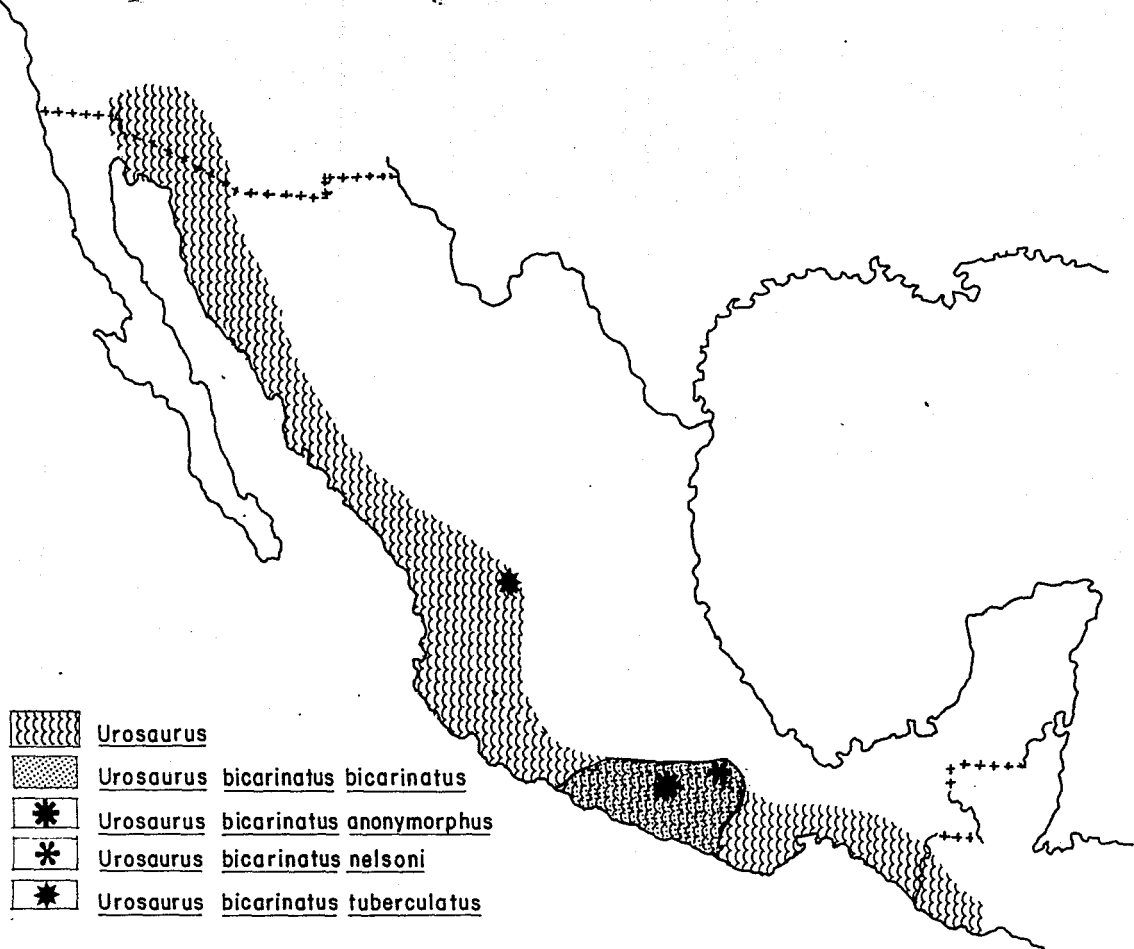 Urosaurus
Urosaurus bicarinatus bicarinatus
Urosaurus bicarinatus anonymorphus
Urosaurus bicarinatus nelsoni
Urosaurus bicarinatus tuberculatus